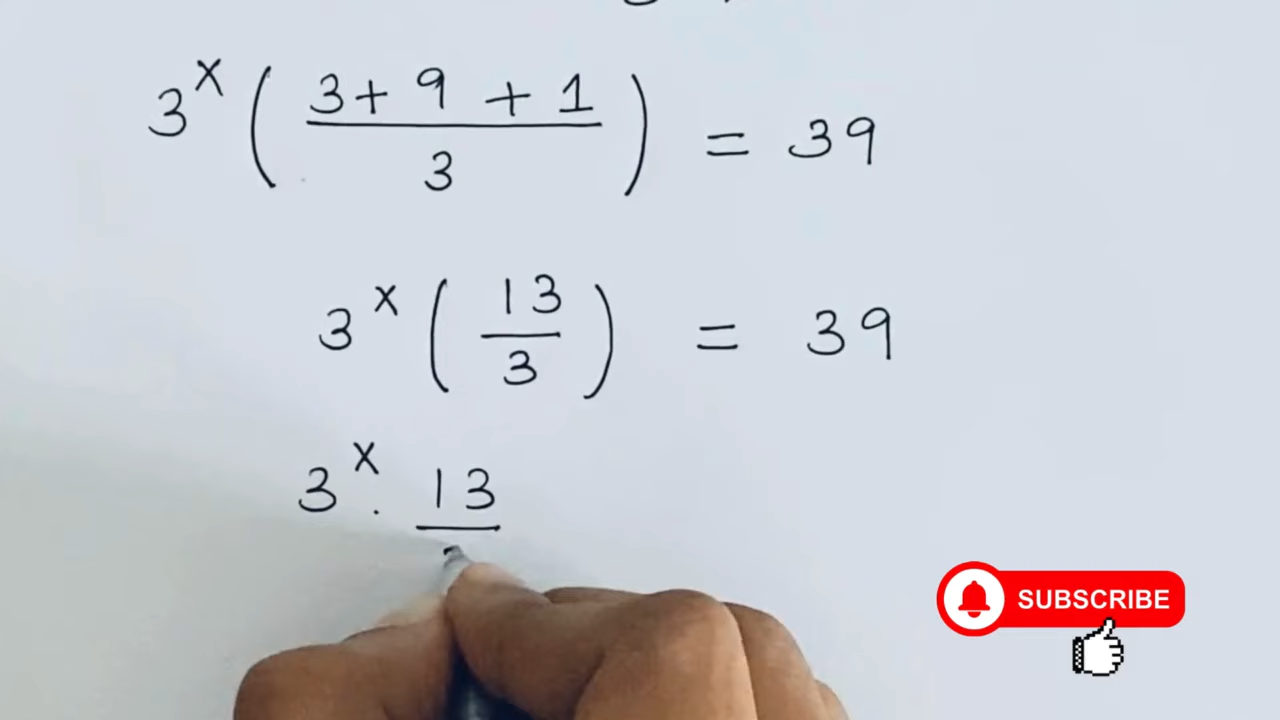 3^x ( (3 + 9 + 1) / 3 ) = 39
3^x ( 13 / 3 ) = 39
3^x . 13
SUBSCRIBE